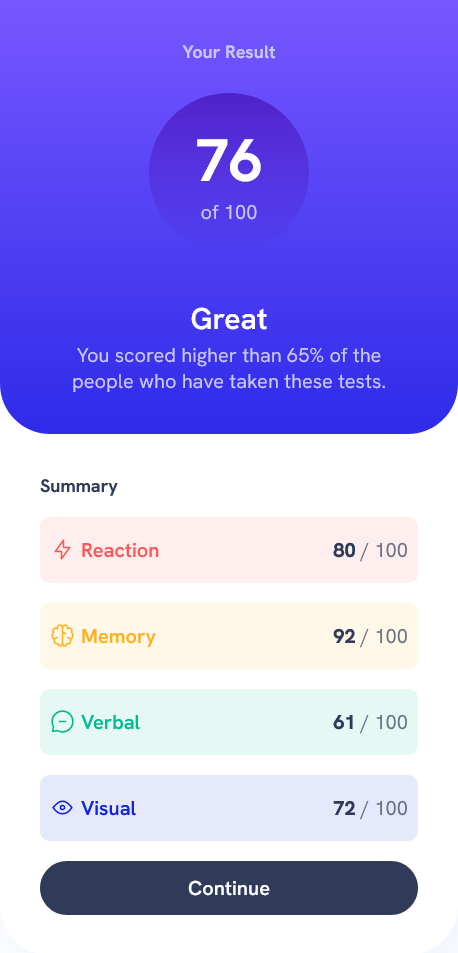 Your Result
76
of 100
Great
You scored higher than 65% of the
people who have taken these tests.
Summary
Reaction 80 / 100
Memory 92 / 100
Verbal 61 / 100
Visual 72 / 100
Continue